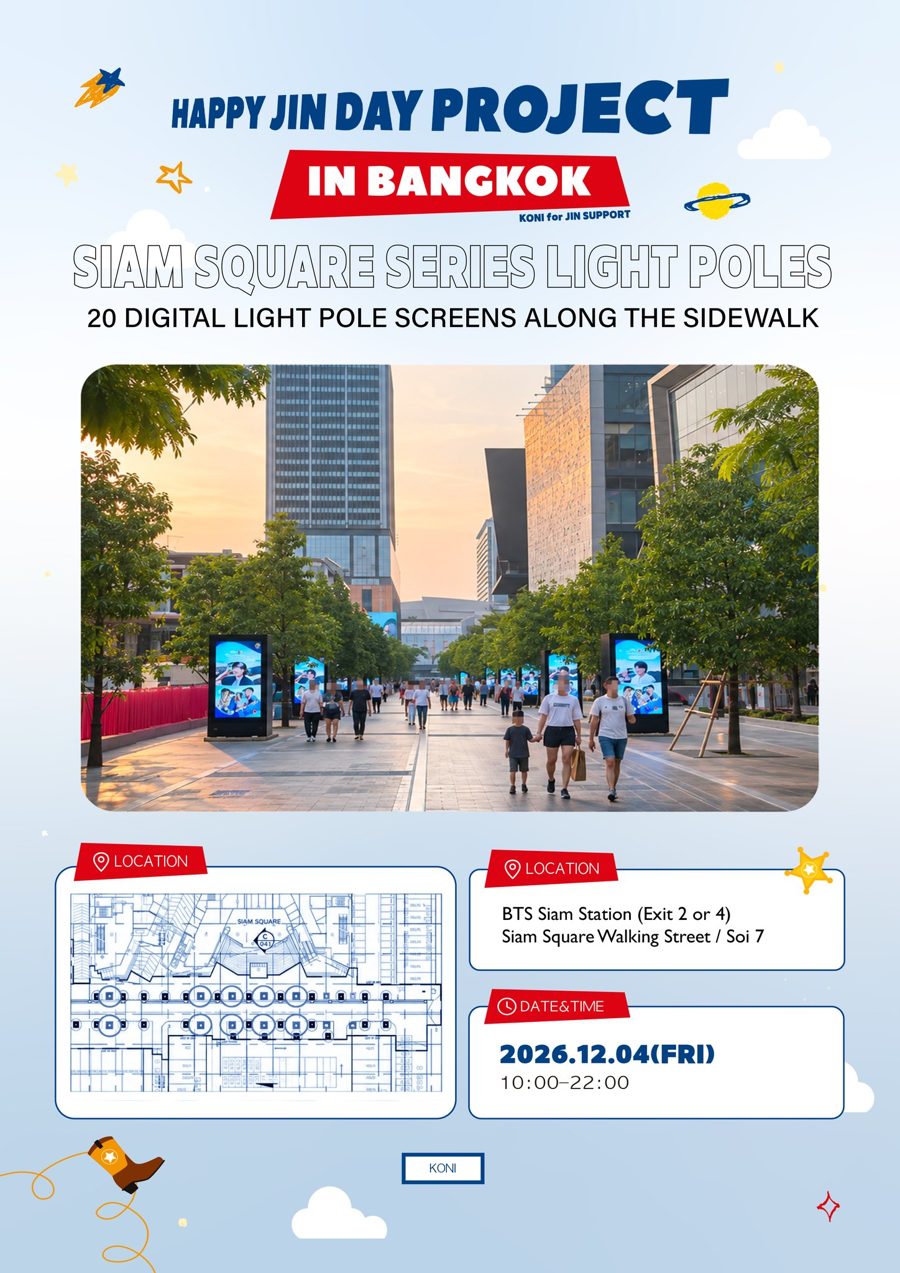 HAPPY JIN DAY PROJECT
IN BANGKOK
KONI for JIN SUPPORT
SIAM SQUARE SERIES LIGHT POLES
20 DIGITAL LIGHT POLE SCREENS ALONG THE SIDEWALK
LOCATION
SIAM SQUARE
C
041
LOCATION
BTS Siam Station (Exit 2 or 4)
Siam Square Walking Street / Soi 7
DATE&TIME
2026.12.04(FRI)
10:00–22:00
KONI